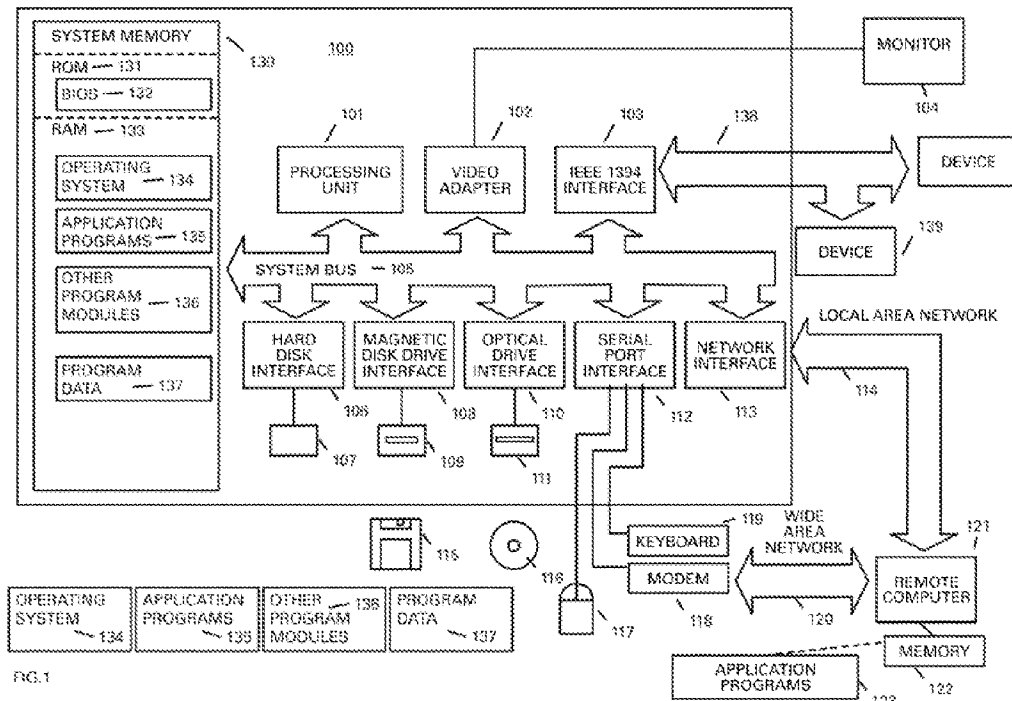 SYSTEM MEMORY
130
100
ROM 131
BIOS 132
RAM 133
OPERATING
SYSTEM 134
APPLICATION
PROGRAMS 135
OTHER
PROGRAM
MODULES 136
PROGRAM
DATA 137
101
PROCESSING
UNIT
102
VIDEO
ADAPTER
103
IEEE 1394
INTERFACE
138
MONITOR
104
DEVICE
DEVICE
139
SYSTEM BUS 105
HARD
DISK
INTERFACE
106
107
MAGNETIC
DISK DRIVE
INTERFACE
108
109
OPTICAL
DRIVE
INTERFACE
110
111
SERIAL
PORT
INTERFACE
112
NETWORK
INTERFACE
113
LOCAL AREA NETWORK
114
115
116
117
119
KEYBOARD
MODEM
118
WIDE
AREA
NETWORK
120
121
REMOTE
COMPUTER
MEMORY
122
APPLICATION
PROGRAMS
OPERATING
SYSTEM 134
APPLICATION
PROGRAMS 135
OTHER 136
PROGRAM
MODULES
PROGRAM
DATA
137
FIG.1